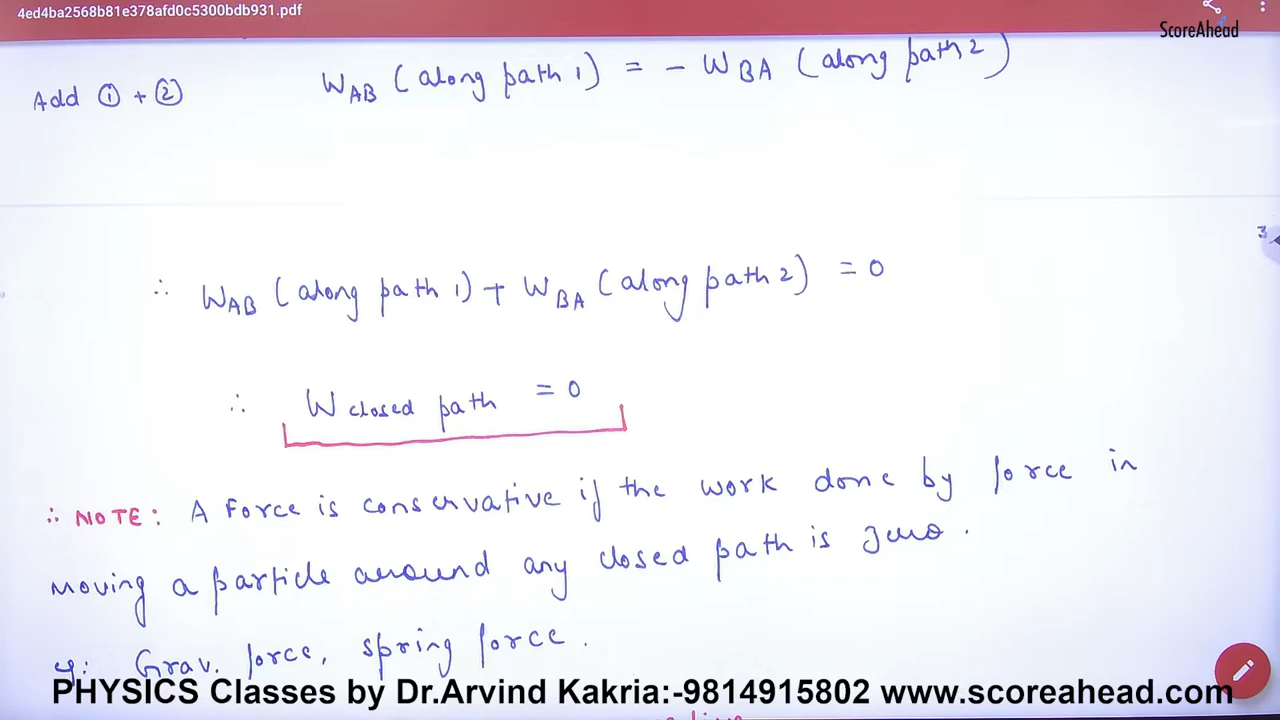 4ed4ba2568b81e378afd0c5300bdb931.pdf
ScoreAhead
W_AB (along path 1) = - W_BA (along path 2)
Add ① + ②
3
∴ W_AB (along path 1) + W_BA (along path 2) = 0
∴ W closed path = 0
∴ NOTE: A force is conservative if the work done by force in
moving a particle around any closed path is zero.
eg: Grav. force, spring force.
PHYSICS Classes by Dr.Arvind Kakria:-9814915802 www.scoreahead.com